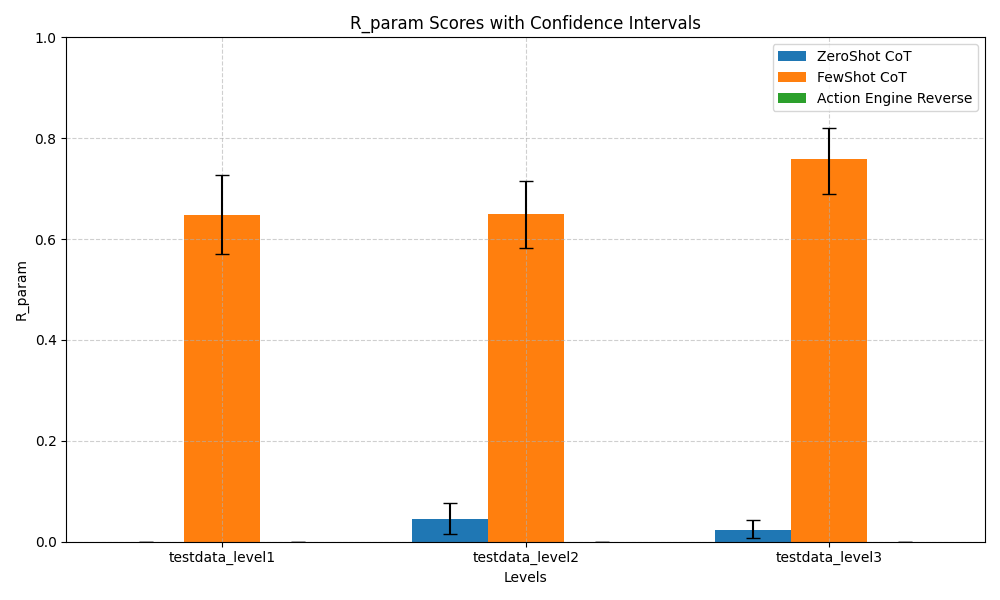 R_param Scores with Confidence Intervals
1.0
0.8
0.6
0.4
0.2
0.0
R_param
ZeroShot CoT
FewShot CoT
Action Engine Reverse
testdata_level1
testdata_level2
testdata_level3
Levels